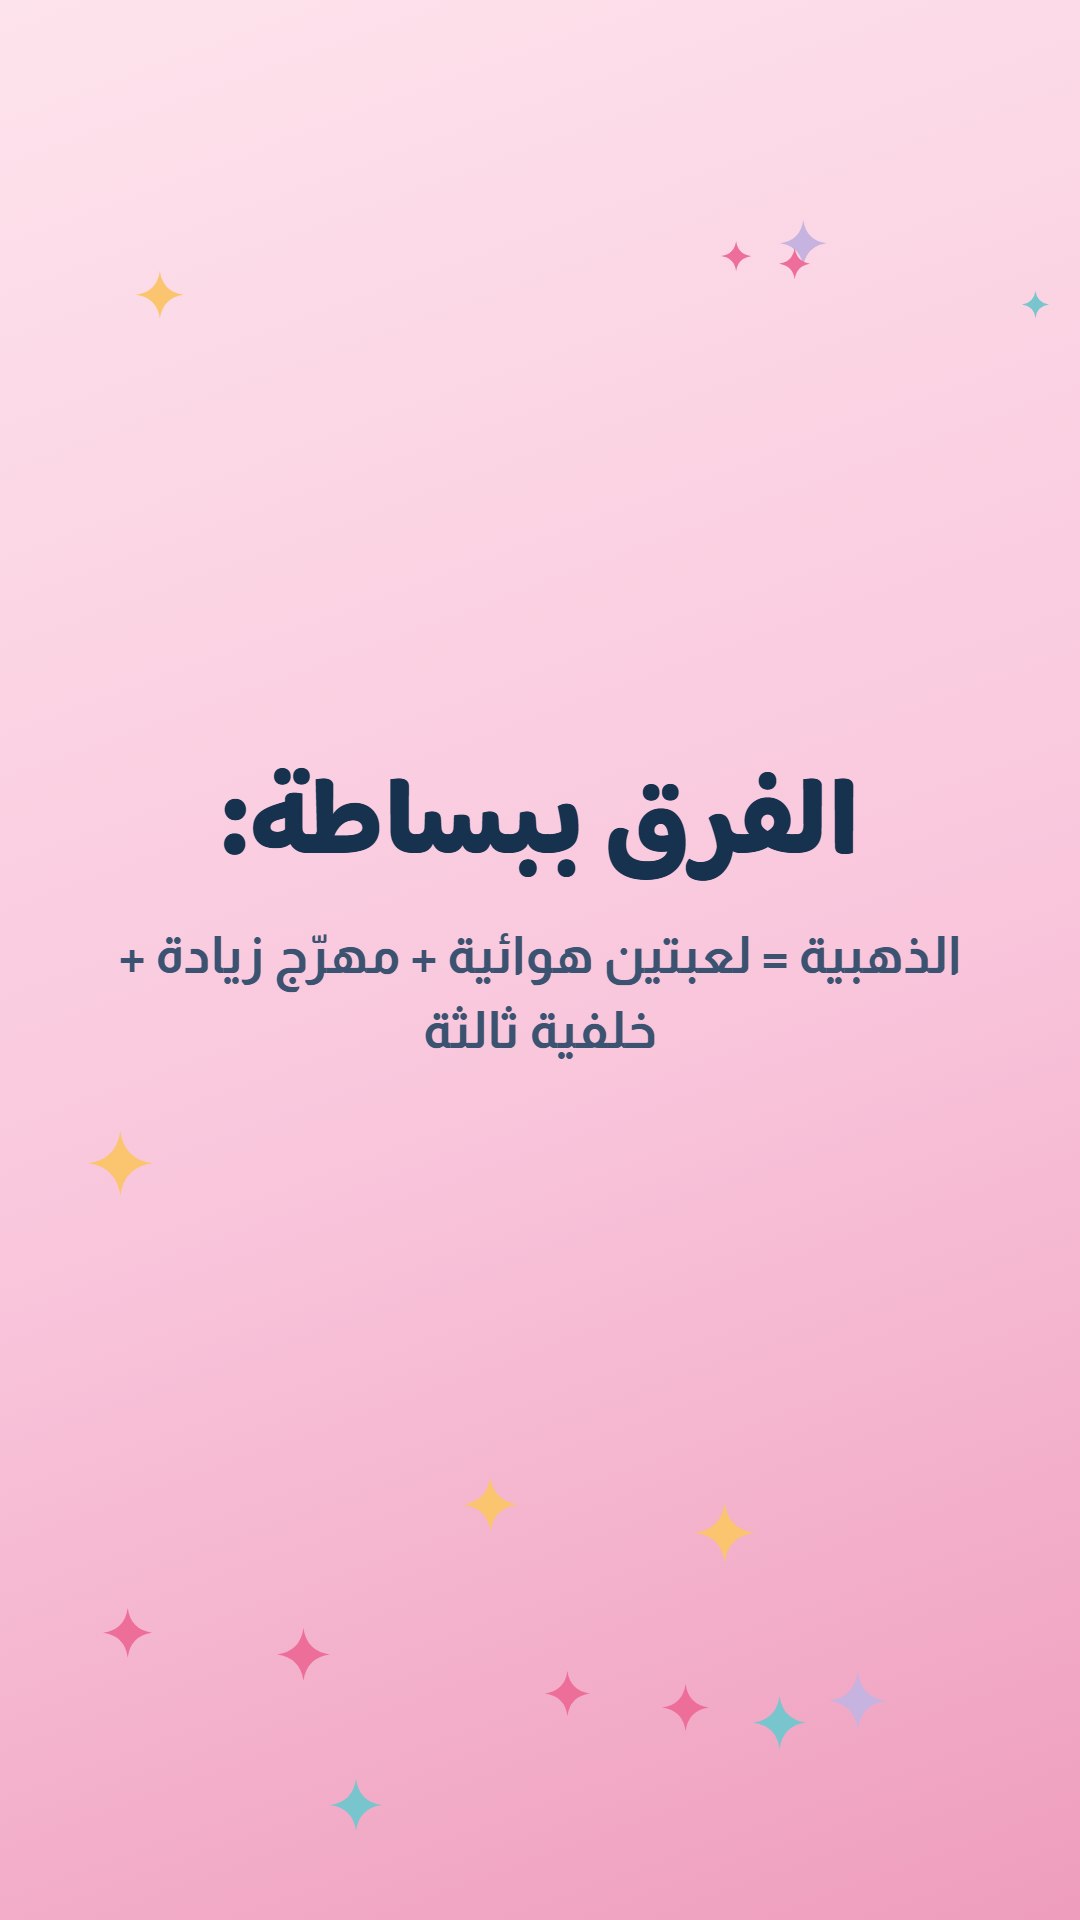 الفرق ببساطة:
الذهبية = لعبتين هوائية + مهرّج زيادة +
خلفية ثالثة